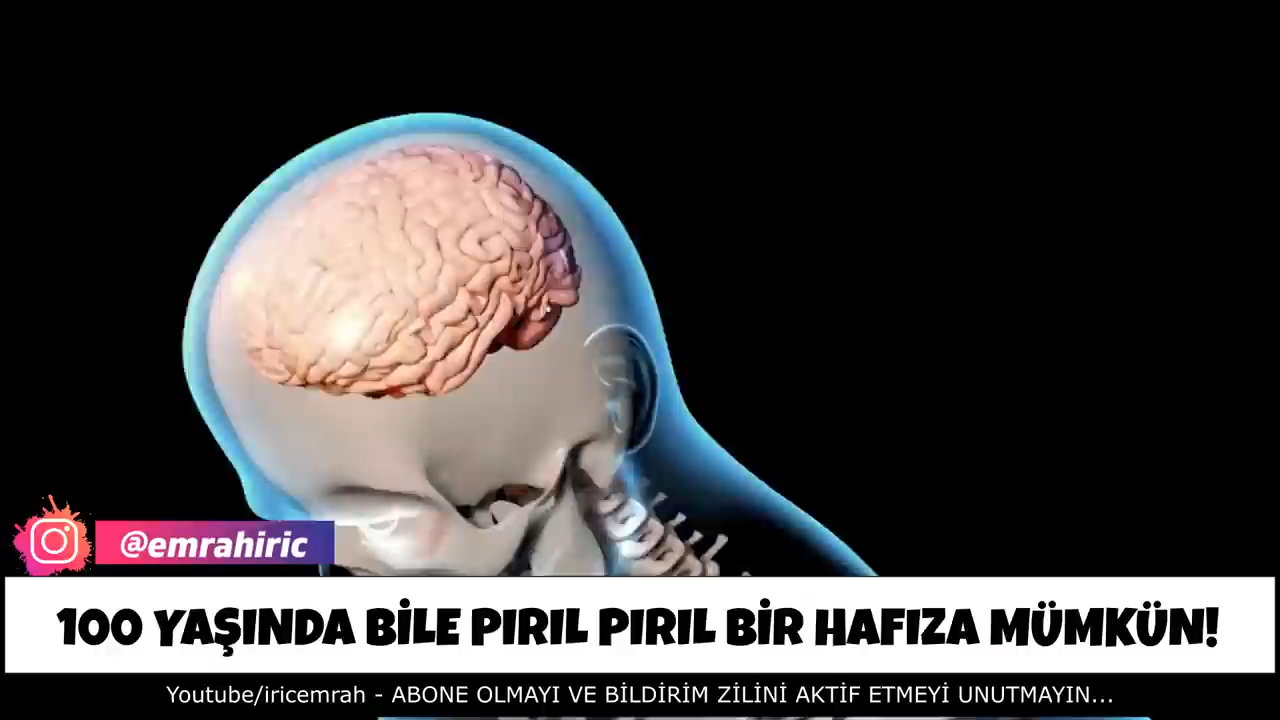 @emrahiric
100 YAŞINDA BİLE PIRIL PIRIL BİR HAFIZA MÜMKÜN!
Youtube/iricemrah - ABONE OLMAYI VE BİLDİRİM ZİLİNİ AKTİF ETMEYİ UNUTMAYIN...